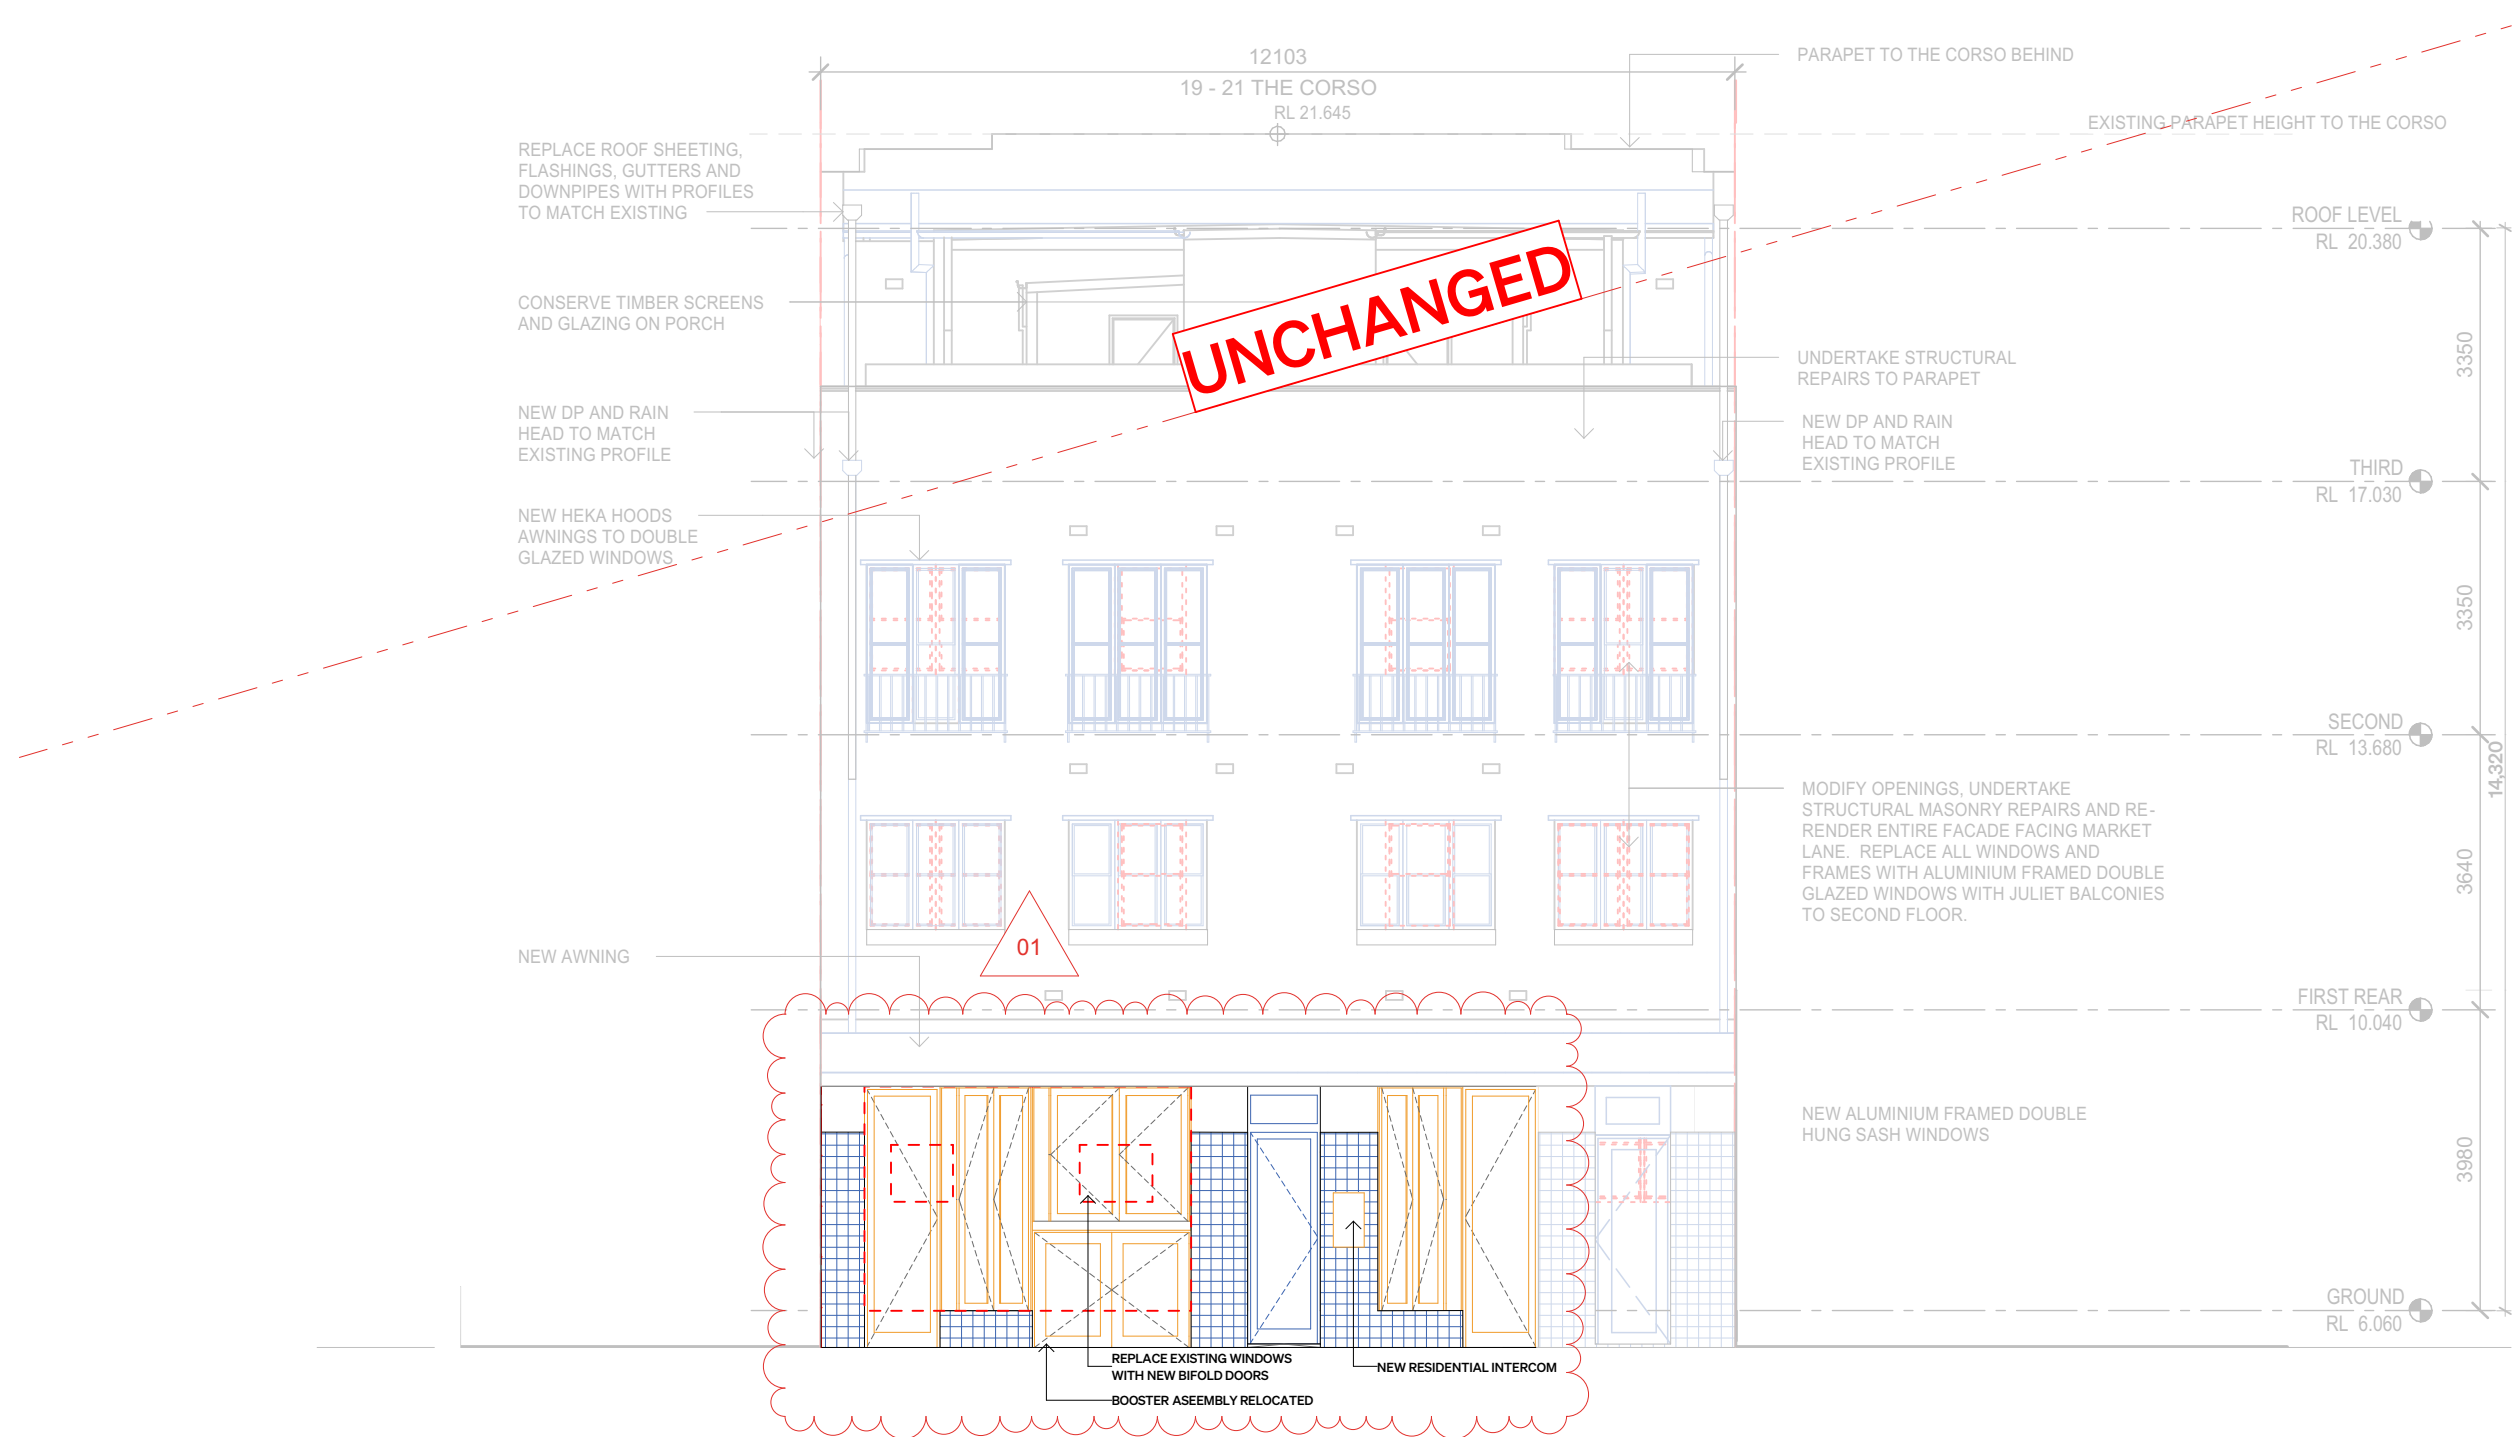 12103
19 - 21 THE CORSO
RL 21.645
PARAPET TO THE CORSO BEHIND
EXISTING PARAPET HEIGHT TO THE CORSO
REPLACE ROOF SHEETING,
FLASHINGS, GUTTERS AND
DOWNPIPES WITH PROFILES
TO MATCH EXISTING
ROOF LEVEL
RL 20.380
UNCHANGED
CONSERVE TIMBER SCREENS
AND GLAZING ON PORCH
UNDERTAKE STRUCTURAL
REPAIRS TO PARAPET
3350
NEW DP AND RAIN
HEAD TO MATCH
EXISTING PROFILE
NEW DP AND RAIN
HEAD TO MATCH
EXISTING PROFILE
THIRD
RL 17.030
NEW HEKA HOODS
AWNINGS TO DOUBLE
GLAZED WINDOWS
3350
SECOND
RL 13.680
14,320
MODIFY OPENINGS, UNDERTAKE
STRUCTURAL MASONRY REPAIRS AND RE-
RENDER ENTIRE FACADE FACING MARKET
LANE. REPLACE ALL WINDOWS AND
FRAMES WITH ALUMINIUM FRAMED DOUBLE
GLAZED WINDOWS WITH JULIET BALCONIES
TO SECOND FLOOR.
3640
01
NEW AWNING
FIRST REAR
RL 10.040
NEW ALUMINIUM FRAMED DOUBLE
HUNG SASH WINDOWS
3980
GROUND
RL 6.060
REPLACE EXISTING WINDOWS
WITH NEW BIFOLD DOORS
NEW RESIDENTIAL INTERCOM
BOOSTER ASEEMBLY RELOCATED